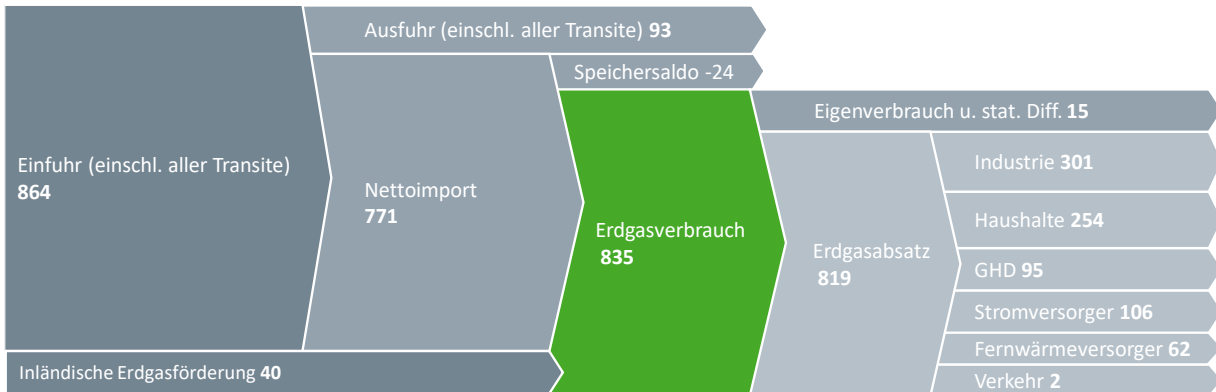 Ausfuhr (einschl. aller Transite) 93
Speichersaldo -24
Eigenverbrauch u. stat. Diff. 15
Einfuhr (einschl. aller Transite)
864
Nettoimport
771
Erdgasverbrauch
835
Erdgasabsatz
819
Industrie 301
Haushalte 254
GHD 95
Stromversorger 106
Fernwärmeversorger 62
Verkehr 2
Inländische Erdgasförderung 40